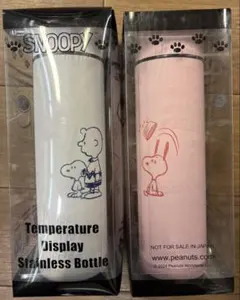 SNOOPY
Temperature
Display
Stainless Bottle
NOT FOR SALE IN JAPAN
www.peanuts.com